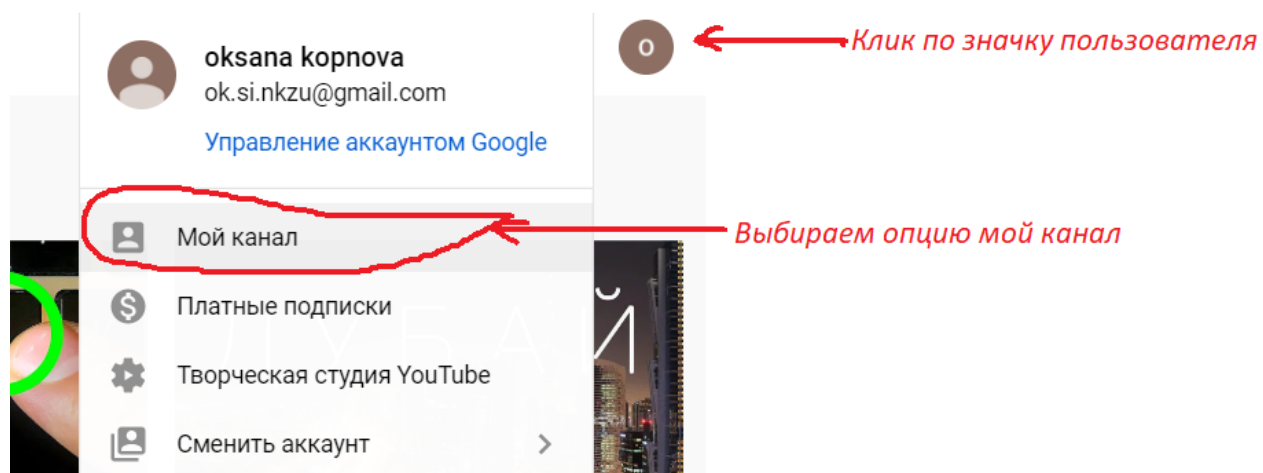 oksana kopnova
ok.si.nkzu@gmail.com
Управление аккаунтом Google
О
Клик по значку пользователя
Мой канал
Выбираем опцию мой канал
Платные подписки
Творческая студия YouTube
Сменить аккаунт
ДУБАЙ